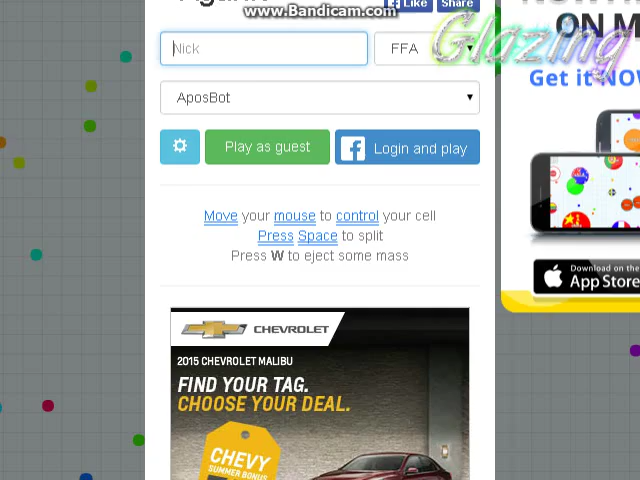 www.Bandicam.com
Like
Share
Nick
FFA
Glazing
ON M
Get it NOW
AposBot
Play as guest
Login and play
Move your mouse to control your cell
Press Space to split
Press W to eject some mass
Download on the
App Store
CHEVROLET
2015 CHEVROLET MALIBU
FIND YOUR TAG.
CHOOSE YOUR DEAL.
CHEVY
SUMMER BONUS